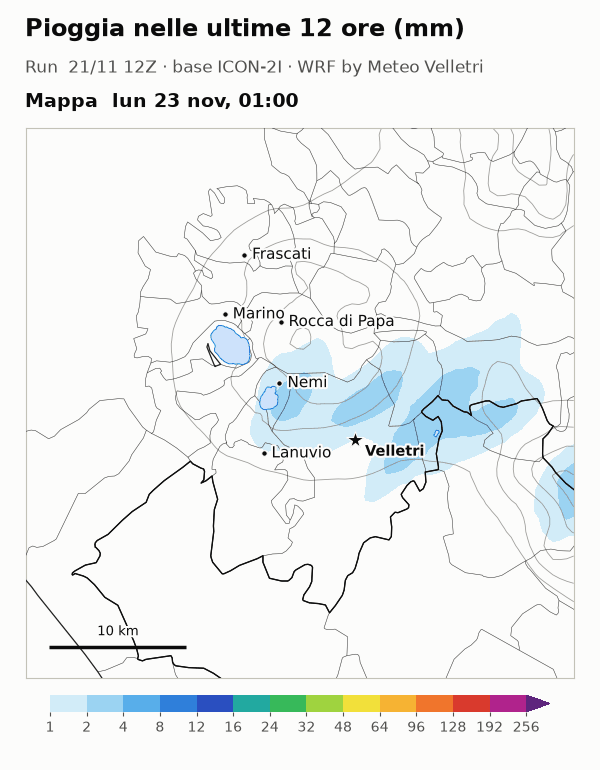 Pioggia nelle ultime 12 ore (mm)
Run  21/11 12Z · base ICON-2I · WRF by Meteo Velletri
Mappa  lun 23 nov, 01:00
Frascati
Marino
Rocca di Papa
Nemi
Velletri
Lanuvio
10 km
1 2 4 8 12 16 24 32 48 64 96 128 192 256